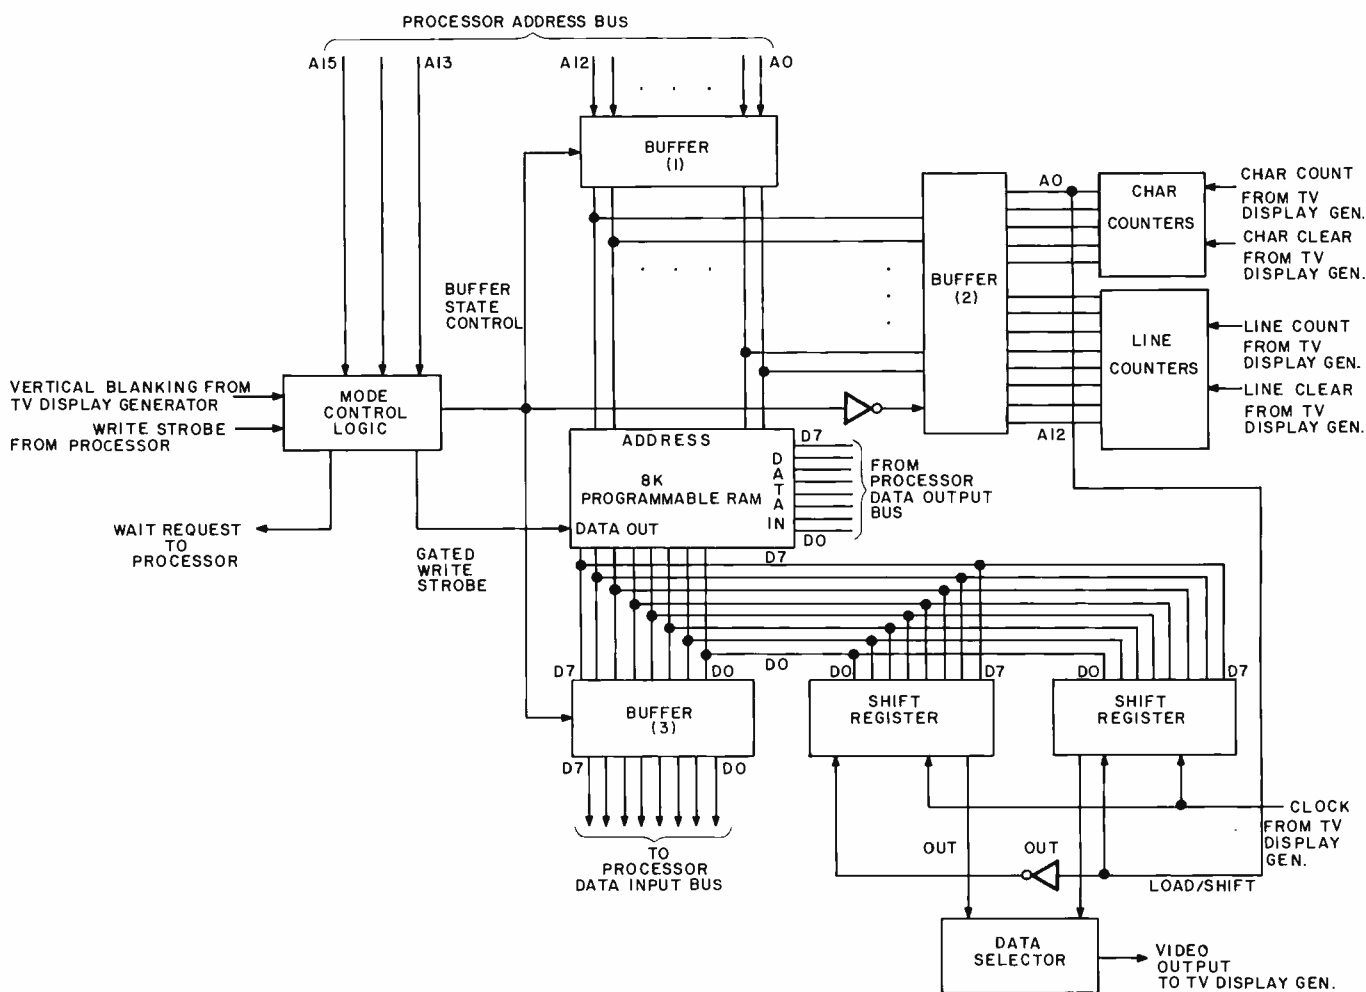 PROCESSOR ADDRESS BUS
A15
A13
A12
A0
. . .
BUFFER
(1)
A0
CHAR
COUNTERS
CHAR COUNT
FROM TV
DISPLAY GEN.
CHAR CLEAR
FROM TV
DISPLAY GEN.
BUFFER
STATE
CONTROL
. . .
BUFFER
(2)
LINE
COUNTERS
LINE COUNT
FROM TV
DISPLAY GEN.
LINE CLEAR
FROM TV
DISPLAY GEN.
A12
VERTICAL BLANKING FROM
TV DISPLAY GENERATOR
WRITE STROBE
FROM PROCESSOR
MODE
CONTROL
LOGIC
ADDRESS
8K
PROGRAMMABLE RAM
DATA OUT
DATA
IN
D7
D0
FROM
PROCESSOR
DATA OUTPUT
BUS
WAIT REQUEST
TO
PROCESSOR
GATED
WRITE
STROBE
D7
D7
D0
D0
D0
D7
D0
D7
BUFFER
(3)
SHIFT
REGISTER
SHIFT
REGISTER
D7
D0
TO
PROCESSOR
DATA INPUT BUS
CLOCK
FROM TV
DISPLAY
GEN.
OUT
OUT
LOAD/SHIFT
DATA
SELECTOR
VIDEO
OUTPUT
TO TV DISPLAY GEN.